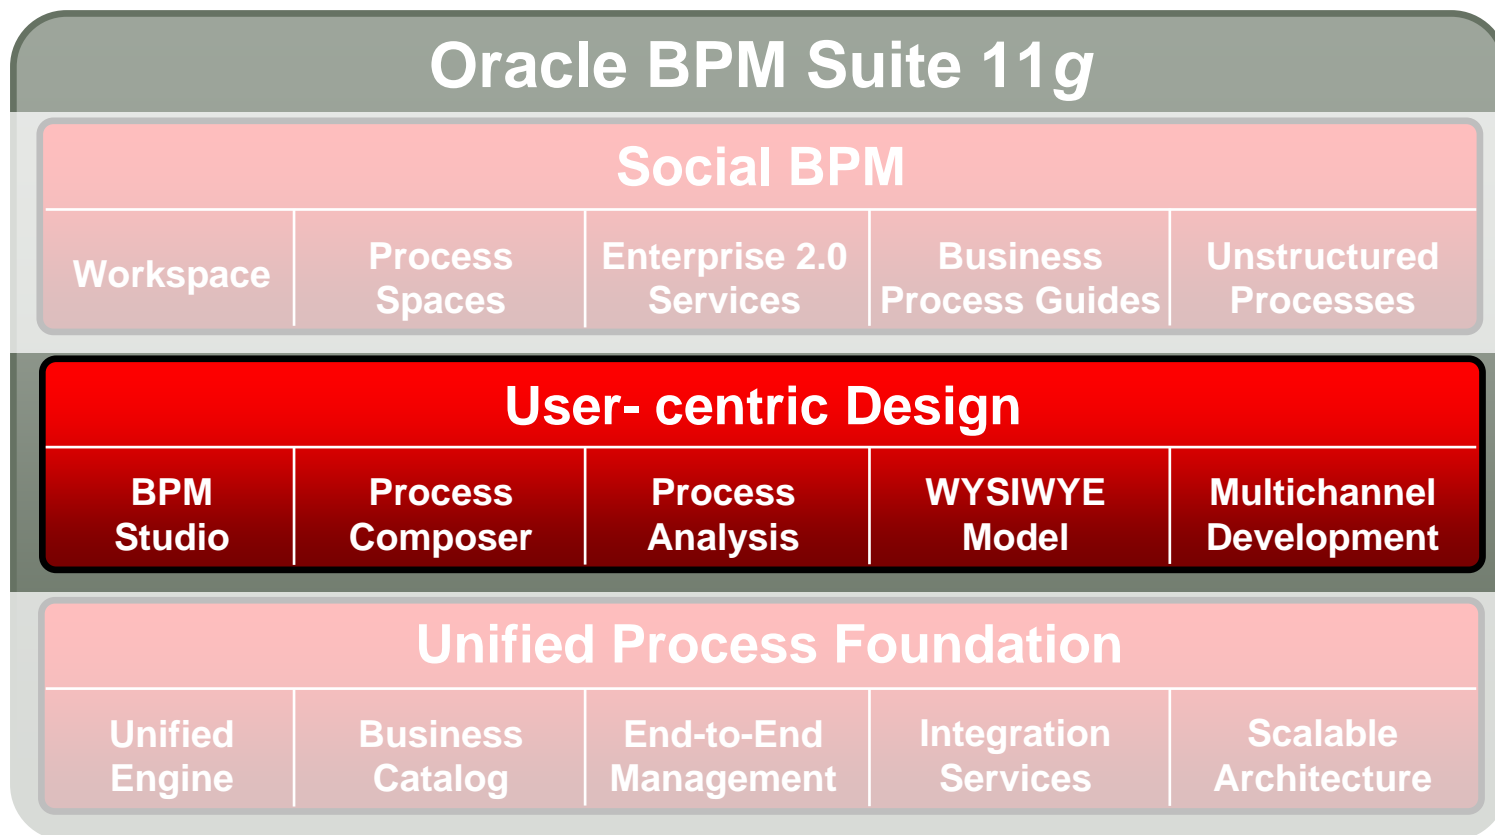 Oracle BPM Suite 11g
Social BPM
Workspace
Process
Spaces
Enterprise 2.0
Services
Business
Process Guides
Unstructured
Processes
User- centric Design
BPM
Studio
Process
Composer
Process
Analysis
WYSIWYE
Model
Multichannel
Development
Unified Process Foundation
Unified
Engine
Business
Catalog
End-to-End
Management
Integration
Services
Scalable
Architecture